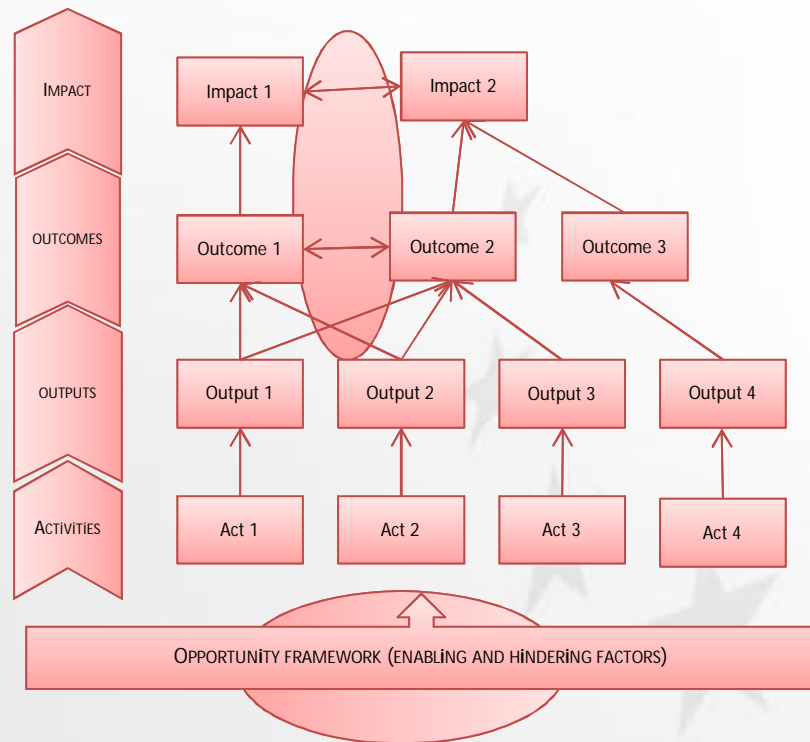 IMPACT
Impact 1
Impact 2
OUTCOMES
Outcome 1
Outcome 2
Outcome 3
OUTPUTS
Output 1
Output 2
Output 3
Output 4
ACTiViTiES
Act 1
Act 2
Act 3
Act 4
OPPORTUNiTY FRAMEWORK (ENABLiNG AND HiNDERiNG FACTORS)